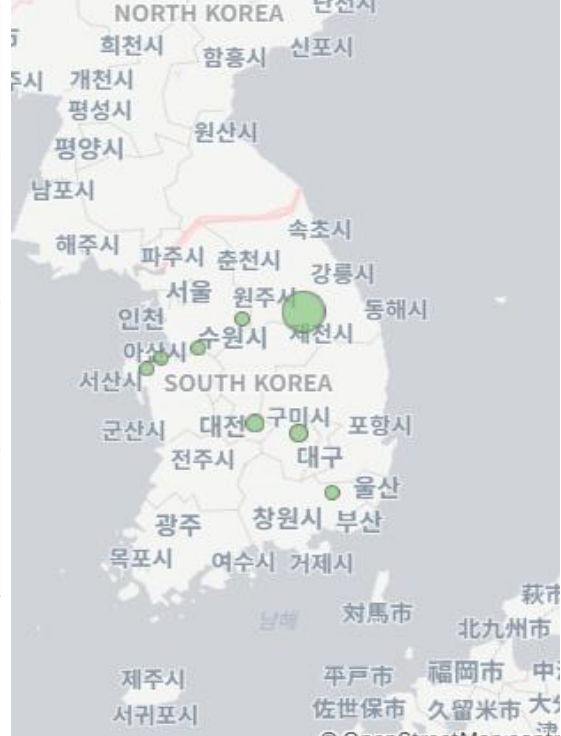 단천시
NORTH KOREA
희천시
신포시
함흥시
개천시
평성시
원산시
평양시
남포시
속초시
해주시
파주시
춘천시
강릉시
서울
원주시
동해시
인천
수원시
제천시
아산시
서산시
SOUTH KOREA
구미시
대전
포항시
군산시
대구
전주시
울산
창원시
부산
광주
목포시
여수시
거제시
対馬市
남해
萩市
北九州市
제주시
平戸市
福岡市
서귀포시
佐世保市
久留米市